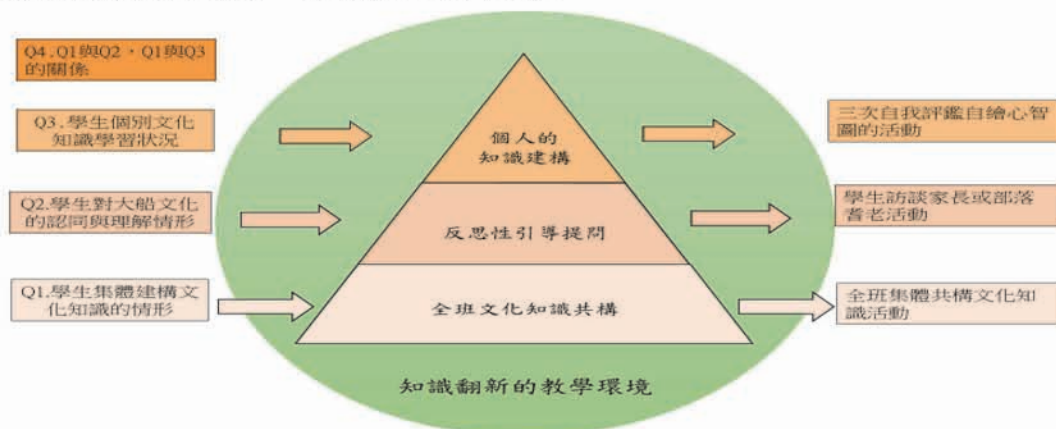 Q4.Q1與Q2，Q1與Q3
的關係
Q3.學生個別文化
知識學習狀況
個人的
知識建構
三次自我評鑑自繪心智
圖的活動
Q2.學生對大船文化
的認同與理解情形
反思性引導提問
學生訪談家長或部落
耆老活動
Q1.學生集體建構文
化知識的情形
全班文化知識共構
全班集體共構文化知
識活動
知識翻新的教學環境